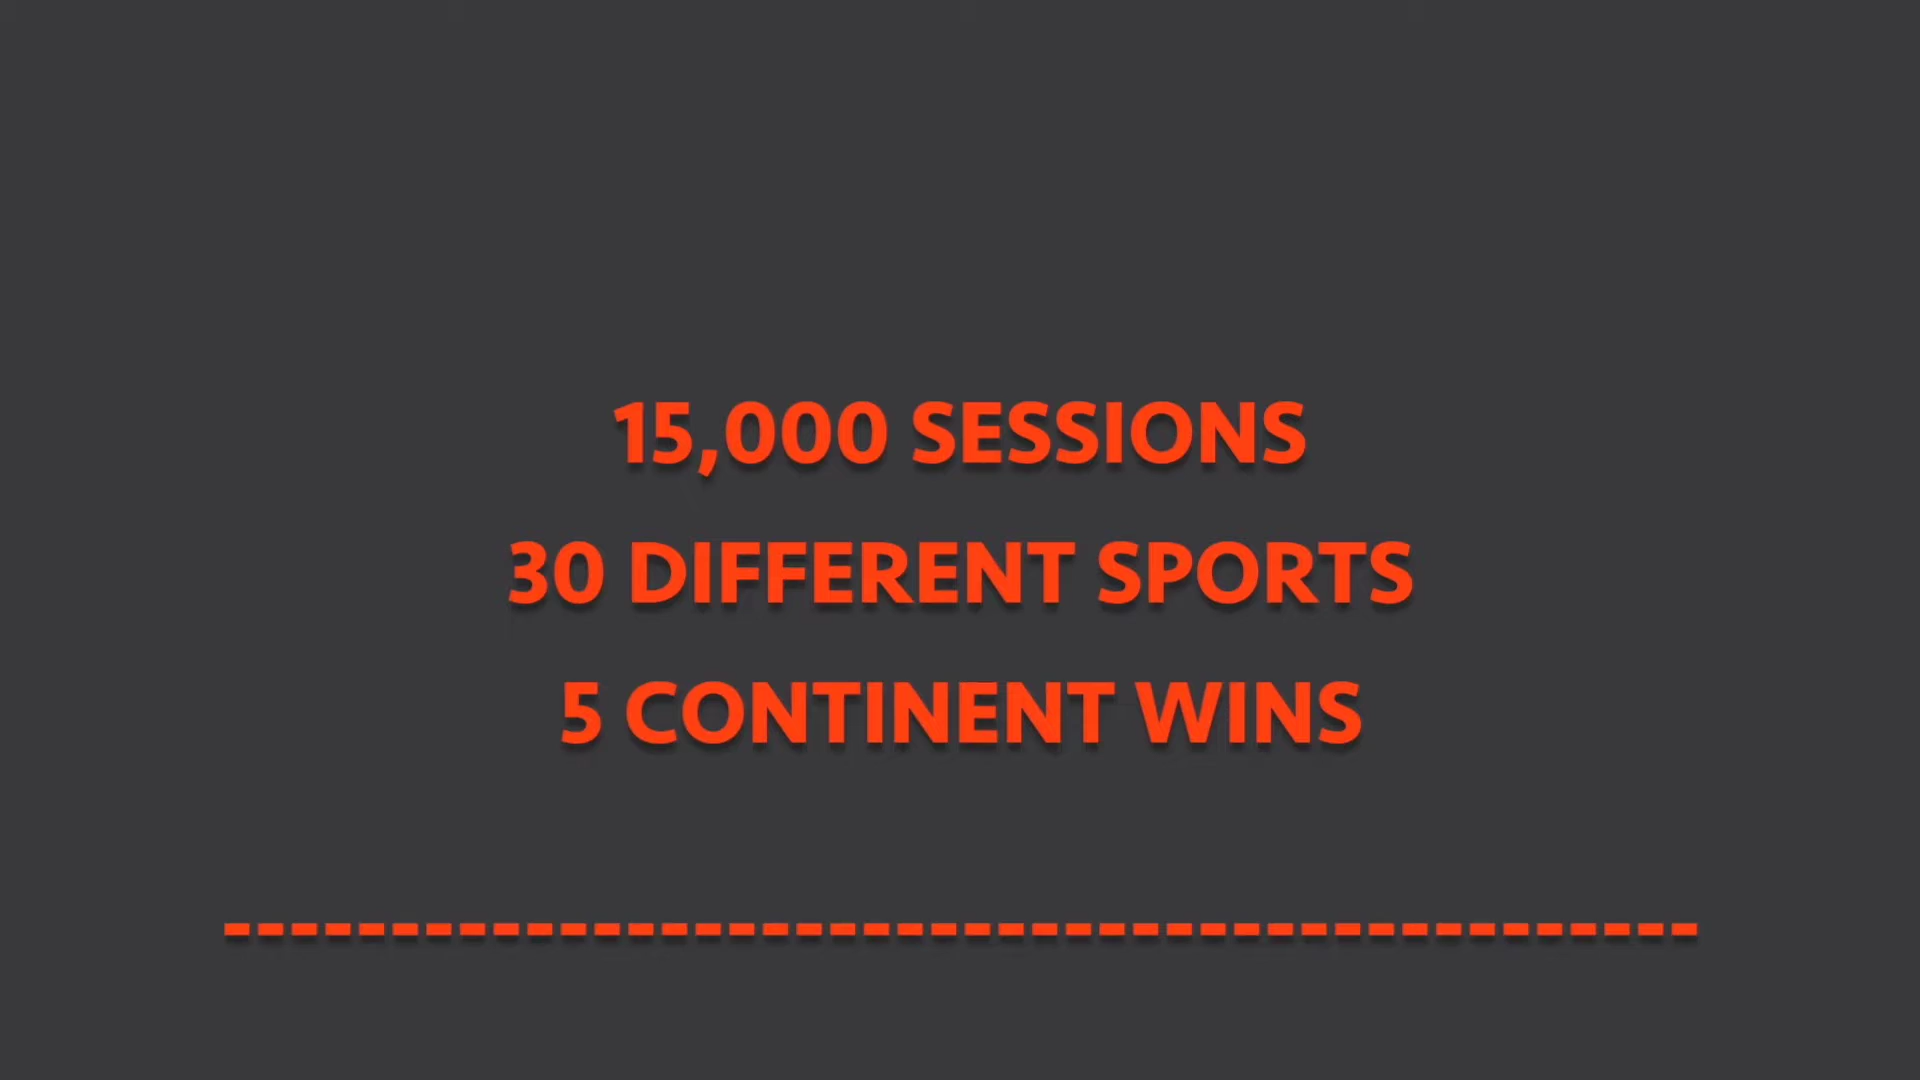 15,000 SESSIONS
30 DIFFERENT SPORTS
5 CONTINENT WINS
--------------------------------------------